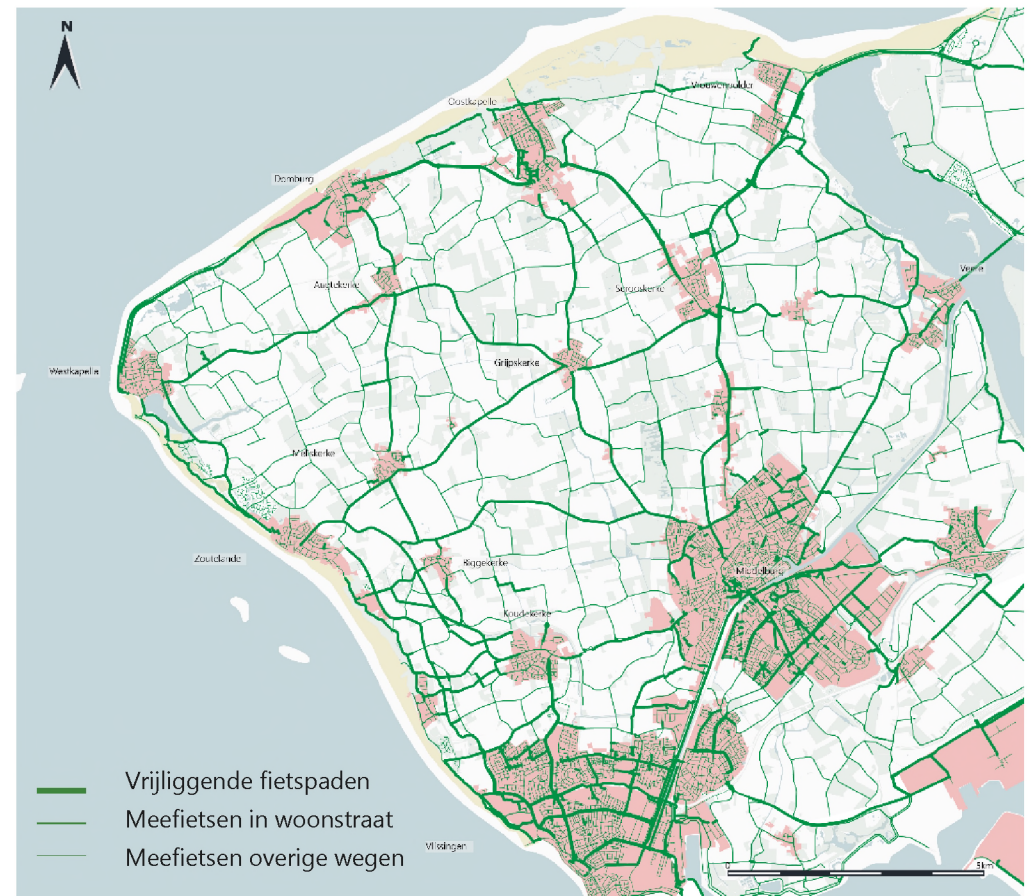 N
Oostkapelle
Vrouwenpolder
Domburg
Veere
Aagtekerke
Serooskerke
Grijpskerke
Westkapelle
Meliskerke
Zoutelande
Biggekerke
Middelburg
Koudekerke
Vrijliggende fietspaden
Meefietsen in woonstraat
Meefietsen overige wegen
Vlissingen
0
5km